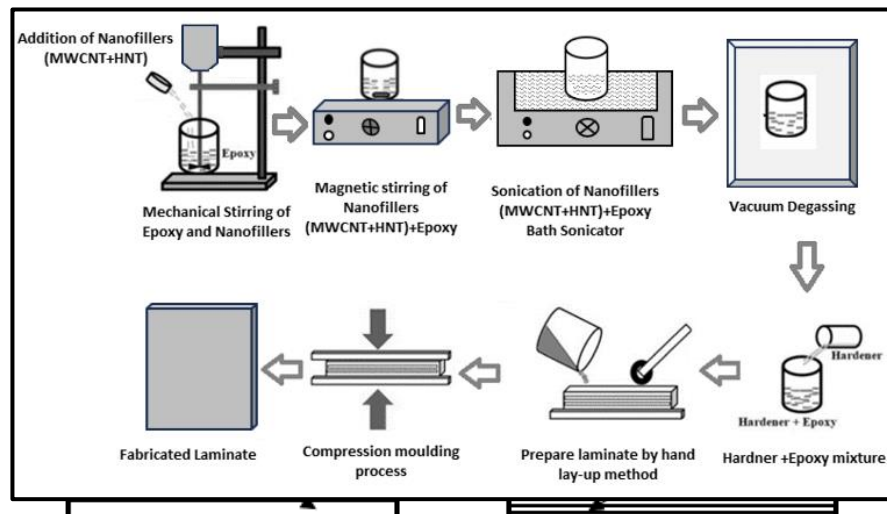 Addition of Nanofillers
(MWCNT+HNT)
Epoxy
Mechanical Stirring of
Epoxy and Nanofillers
Magnetic stirring of
Nanofillers
(MWCNT+HNT)+Epoxy
Sonication of Nanofillers
(MWCNT+HNT)+Epoxy
Bath Sonicator
Vacuum Degassing
Hardener
Hardener + Epoxy
Hardner +Epoxy mixture
Prepare laminate by hand
lay-up method
Compression moulding
process
Fabricated Laminate